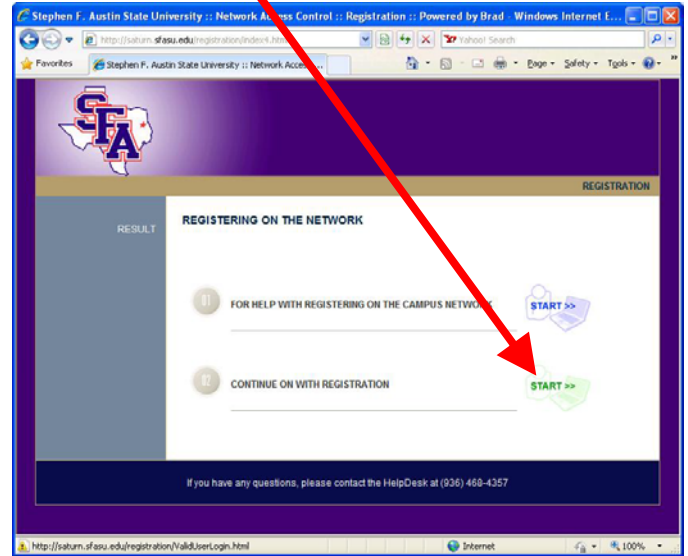 Stephen F. Austin State University :: Network Access Control :: Registration :: Powered by Brad - Windows Internet E...
http://saturn.sfasu.edu/registration/index4.htm
Yahoo! Search
Favorites
Stephen F. Austin State University :: Network Acces
Page
Safety
Tools
SFA
REGISTRATION
RESULT
REGISTERING ON THE NETWORK
01
FOR HELP WITH REGISTERING ON THE CAMPUS NETWORK
START >>
02
CONTINUE ON WITH REGISTRATION
START >>
If you have any questions, please contact the HelpDesk at (936) 468-4357
http://saturn.sfasu.edu/registration/ValidUserLogin.html
Internet
100%